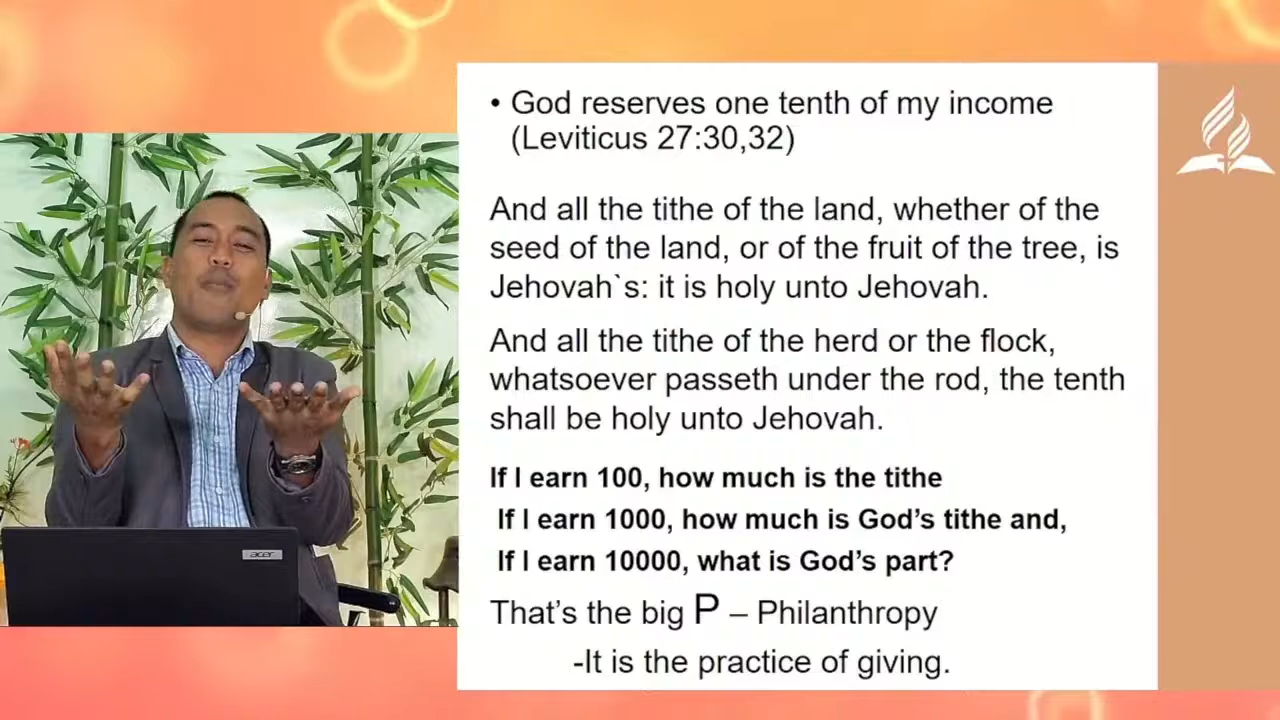 • God reserves one tenth of my income
(Leviticus 27:30,32)
And all the tithe of the land, whether of the
seed of the land, or of the fruit of the tree, is
Jehovah`s: it is holy unto Jehovah.
And all the tithe of the herd or the flock,
whatsoever passeth under the rod, the tenth
shall be holy unto Jehovah.
If I earn 100, how much is the tithe
If I earn 1000, how much is God’s tithe and,
If I earn 10000, what is God’s part?
That’s the big P – Philanthropy
-It is the practice of giving.
acer